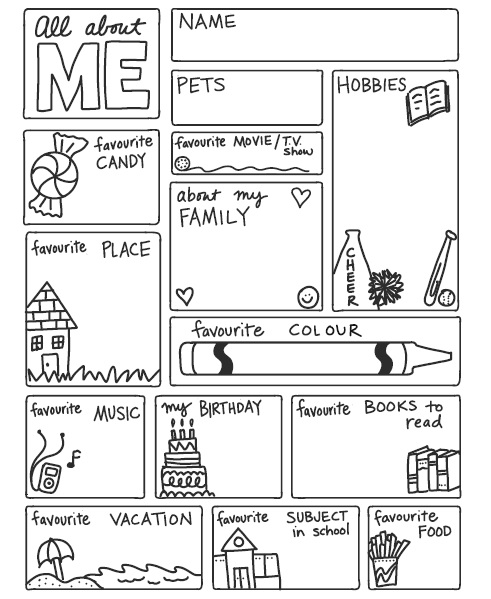 All about
ME
NAME
PETS
HOBBIES
favourite
CANDY
favourite MOVIE/T.V.
show
about my
FAMILY
favourite PLACE
CHEER
favourite COLOUR
favourite MUSIC
my BIRTHDAY
favourite BOOKS to
read
favourite VACATION
favourite SUBJECT
in school
favourite
FOOD